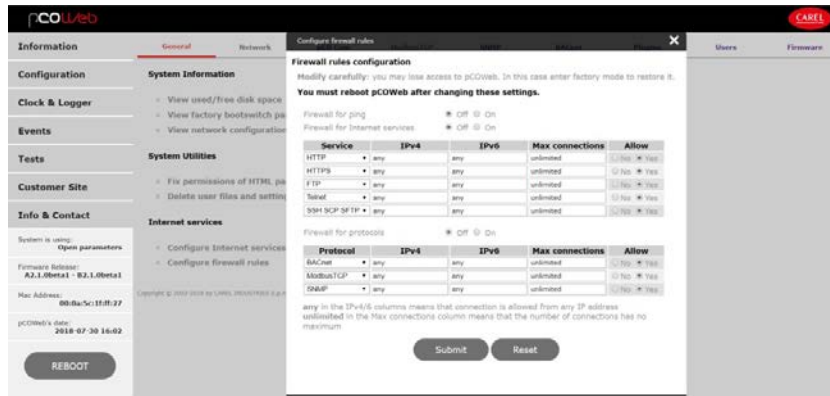 pCOWeb
CAREL
Information
Configuration
Clock & Logger
Events
Tests
Customer Site
Info & Contact
System is using:
Open parameters
Firmware Release:
A2.1.0beta1 - B2.1.0beta1
Mac Address:
pCOWeb's date:
2018-07-30 16:02
REBOOT
General
Network
Users
Firmware
System Information
View used/free disk space
View factory bootswitch pa
View network configuration
System Utilities
Fix permissions of HTML pa
Delete user files and setting
Internet services
Configure Internet services
Configure firewall rules
Configure firewall rules
Firewall rules configuration
Modify carefully: you may lose access to pCOWeb. In this case enter factory mode to restore it.
You must reboot pCOWeb after changing these settings.
Firewall for ping Off On
Firewall for Internet services Off On
Service IPv4 IPv6 Max connections Allow
HTTP any any unlimited No Yes
HTTPS any any unlimited No Yes
FTP any any unlimited No Yes
Telnet any any unlimited No Yes
SSH SCP SFTP any any unlimited No Yes
Firewall for protocols Off On
Protocol IPv4 IPv6 Max connections Allow
BACnet any any unlimited No Yes
ModbusTCP any any unlimited No Yes
SNMP any any unlimited No Yes
any in the IPv4/6 columns means that connection is allowed from any IP address
unlimited in the Max connections column means that the number of connections has no
maximum
Submit Reset